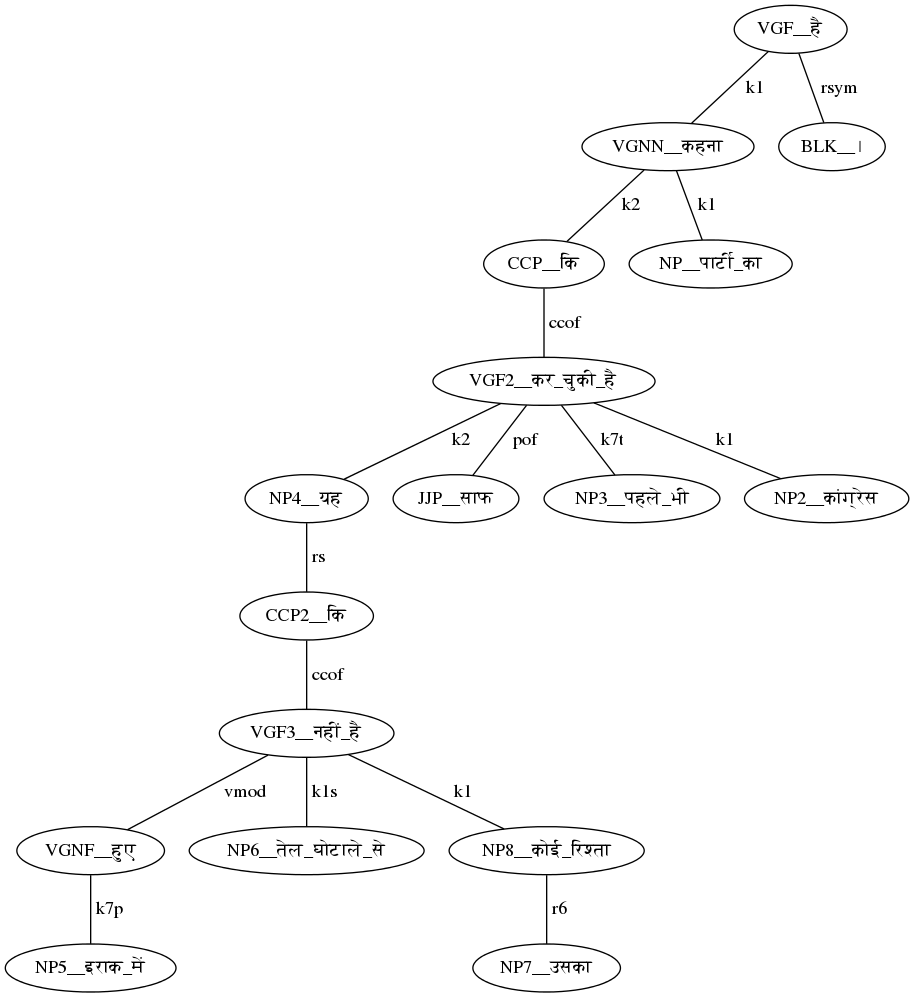 VGF__है
k1 rsym
VGNN__कहना BLK__।
k2 k1
CCP__कि NP__पार्टी_का
ccof
VGF2__कर_चुकी_है
k2 pof k7t k1
NP4__यह JJP__साफ NP3__पहले_भी NP2__कांग्रेस
rs
CCP2__कि
ccof
VGF3__नहीं_है
vmod k1s k1
VGNF__हुए NP6__तेल_घोटाले_से NP8__कोई_रिश्ता
k7p r6
NP5__इराक_में NP7__उसका